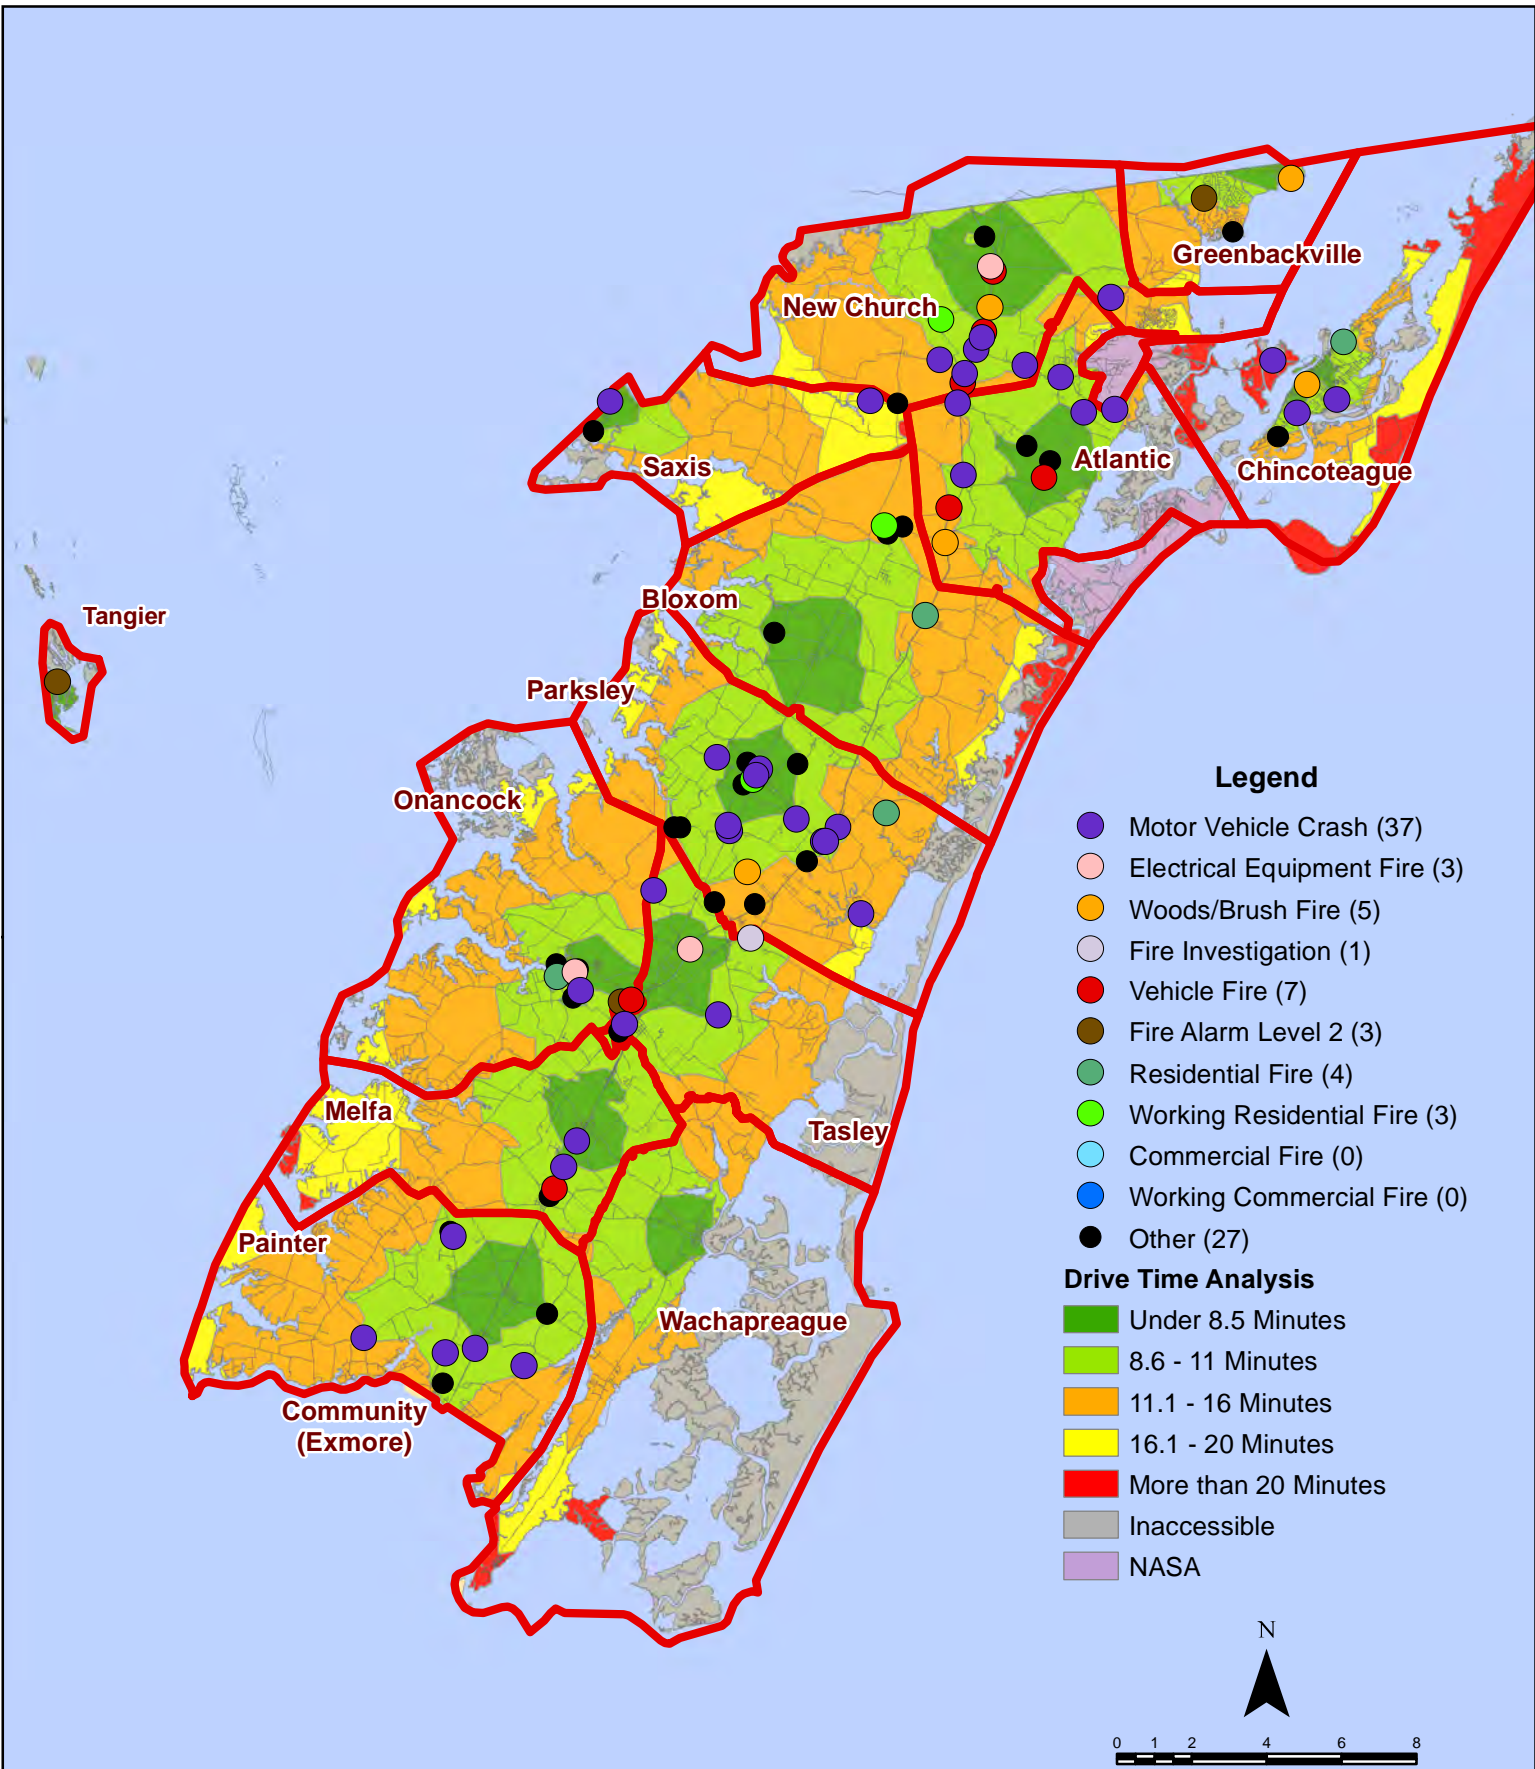 Greenbackville
New Church
Atlantic
Saxis
Chincoteague
Bloxom
Tangier
Parksley
Onancock
Melfa
Tasley
Painter
Wachapreague
Community
(Exmore)
Legend
Motor Vehicle Crash (37)
Electrical Equipment Fire (3)
Woods/Brush Fire (5)
Fire Investigation (1)
Vehicle Fire (7)
Fire Alarm Level 2 (3)
Residential Fire (4)
Working Residential Fire (3)
Commercial Fire (0)
Working Commercial Fire (0)
Other (27)
Drive Time Analysis
Under 8.5 Minutes
8.6 - 11 Minutes
11.1 - 16 Minutes
16.1 - 20 Minutes
More than 20 Minutes
Inaccessible
NASA
N
0 1 2 4 6 8